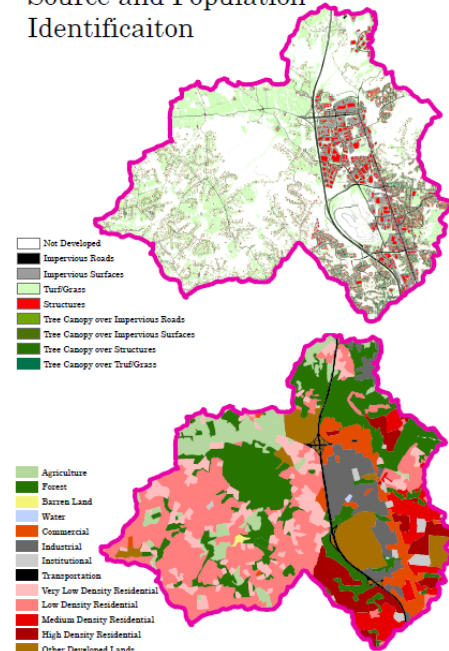 Source and Population
Identificaiton
Not Developed
Impervious Roads
Impervious Surfaces
Turf/Grass
Structures
Tree Canopy over Impervious Roads
Tree Canopy over Impervious Surfaces
Tree Canopy over Structures
Tree Canopy over Truf/Grass
Agriculture
Forest
Barren Land
Water
Commercial
Industrial
Institutional
Transportation
Very Low Density Residential
Low Density Residential
Medium Density Residential
High Density Residential
Other Developed Lands